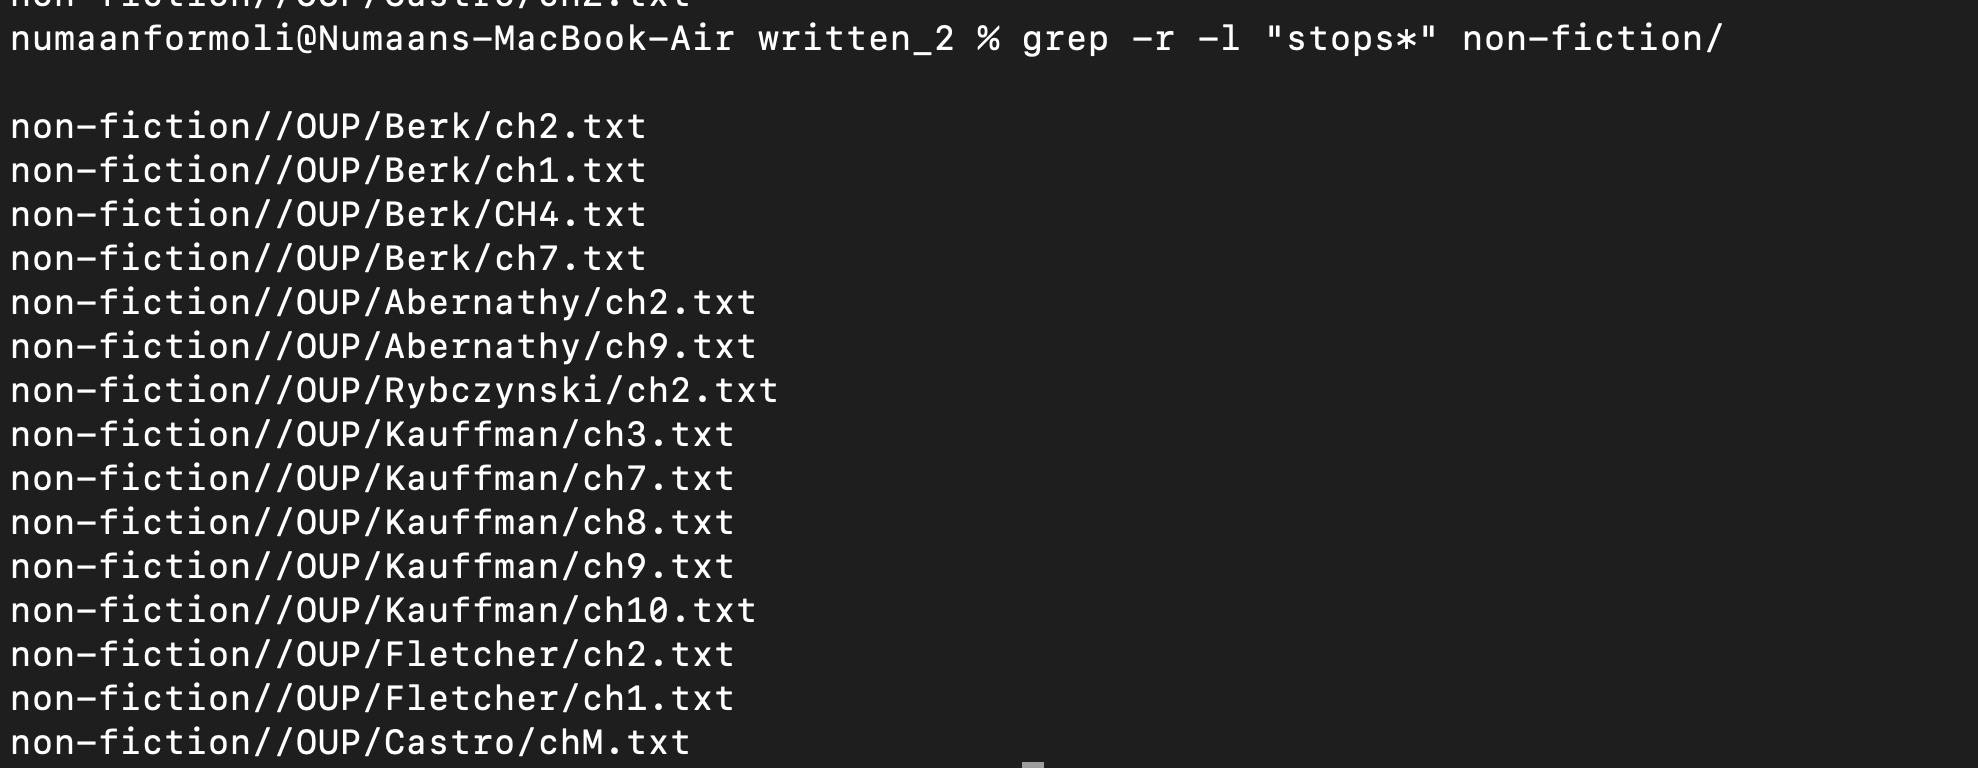 non-fiction//OUP/Castro/ch2.txt
numaanformoli@Numaans-MacBook-Air written_2 % grep -r -l "stops*" non-fiction/
non-fiction//OUP/Berk/ch2.txt
non-fiction//OUP/Berk/ch1.txt
non-fiction//OUP/Berk/CH4.txt
non-fiction//OUP/Berk/ch7.txt
non-fiction//OUP/Abernathy/ch2.txt
non-fiction//OUP/Abernathy/ch9.txt
non-fiction//OUP/Rybczynski/ch2.txt
non-fiction//OUP/Kauffman/ch3.txt
non-fiction//OUP/Kauffman/ch7.txt
non-fiction//OUP/Kauffman/ch8.txt
non-fiction//OUP/Kauffman/ch9.txt
non-fiction//OUP/Kauffman/ch10.txt
non-fiction//OUP/Fletcher/ch2.txt
non-fiction//OUP/Fletcher/ch1.txt
non-fiction//OUP/Castro/chM.txt